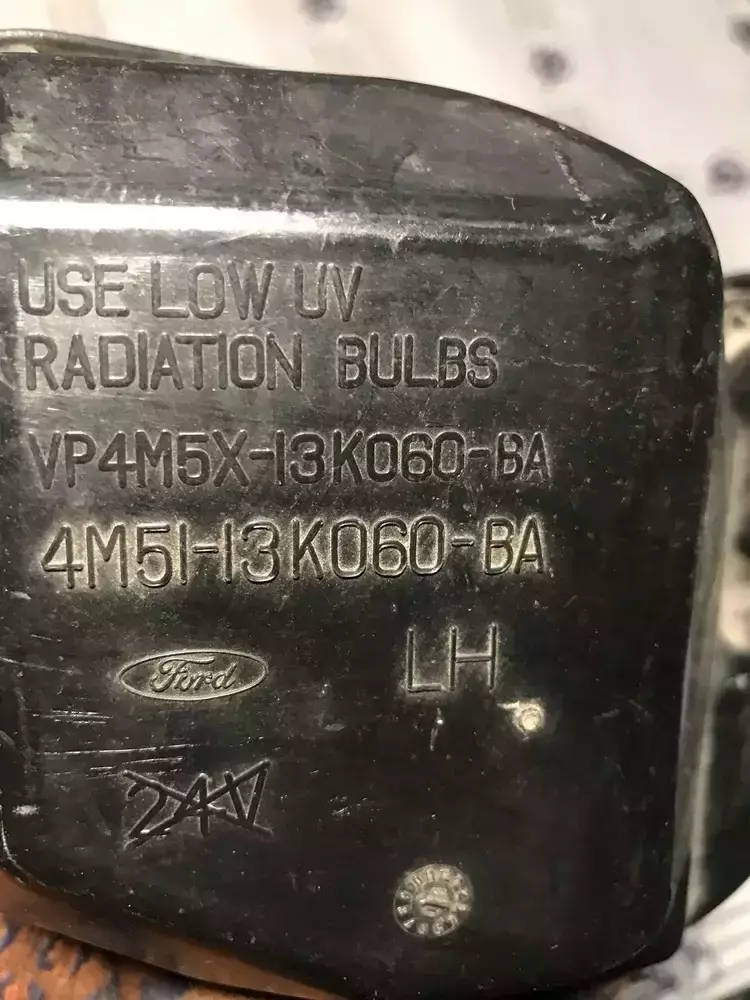 USE LOW UV
RADIATION BULBS
VP4M5X-13K060-BA
4M51-13K060-BA
Ford
LH
24V